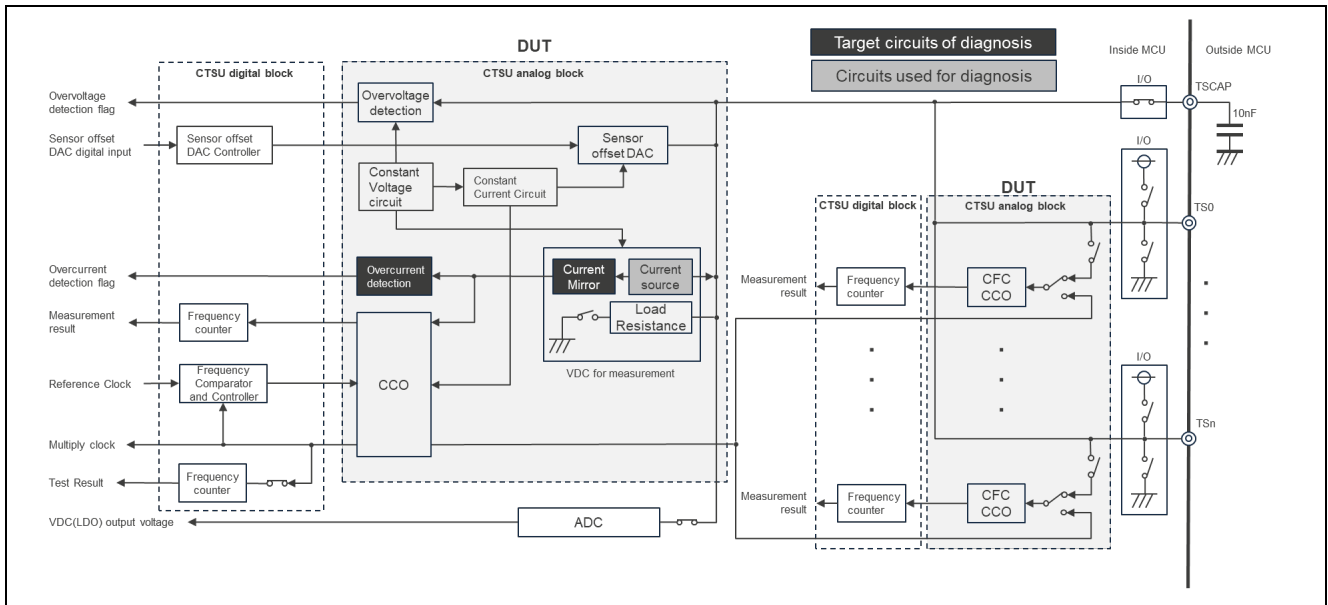 Target circuits of diagnosis
Circuits used for diagnosis
Inside MCU
Outside MCU
DUT
CTSU digital block
CTSU analog block
Overvoltage
detection flag
Overvoltage
detection
I/O
TSCAP
10nF
Sensor offset
DAC digital input
Sensor offset
DAC Controller
Sensor
offset DAC
Constant
Voltage
circuit
Constant
Current Circuit
I/O
DUT
CTSU digital block
CTSU analog block
TS0
Overcurrent
detection flag
Overcurrent
detection
Current
Mirror
Current
source
Load
Resistance
VDC for measurement
Measurement
result
Frequency
counter
CFC
CCO
Measurement
result
Frequency
counter
Reference Clock
Frequency
Comparator
and Controller
CCO
I/O
Multiply clock
TSn
Test Result
Frequency
counter
Measurement
result
Frequency
counter
CFC
CCO
VDC(LDO) output voltage
ADC